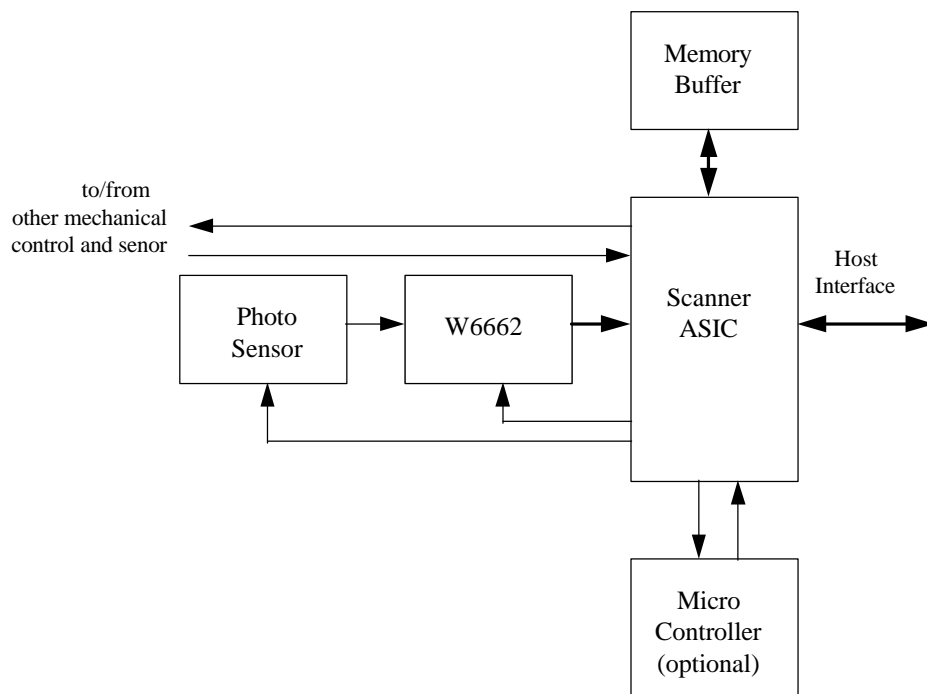 Memory
Buffer
to/from
other mechanical
control and senor
Host
Interface
Scanner
ASIC
Photo
Sensor
W6662
Micro
Controller
(optional)